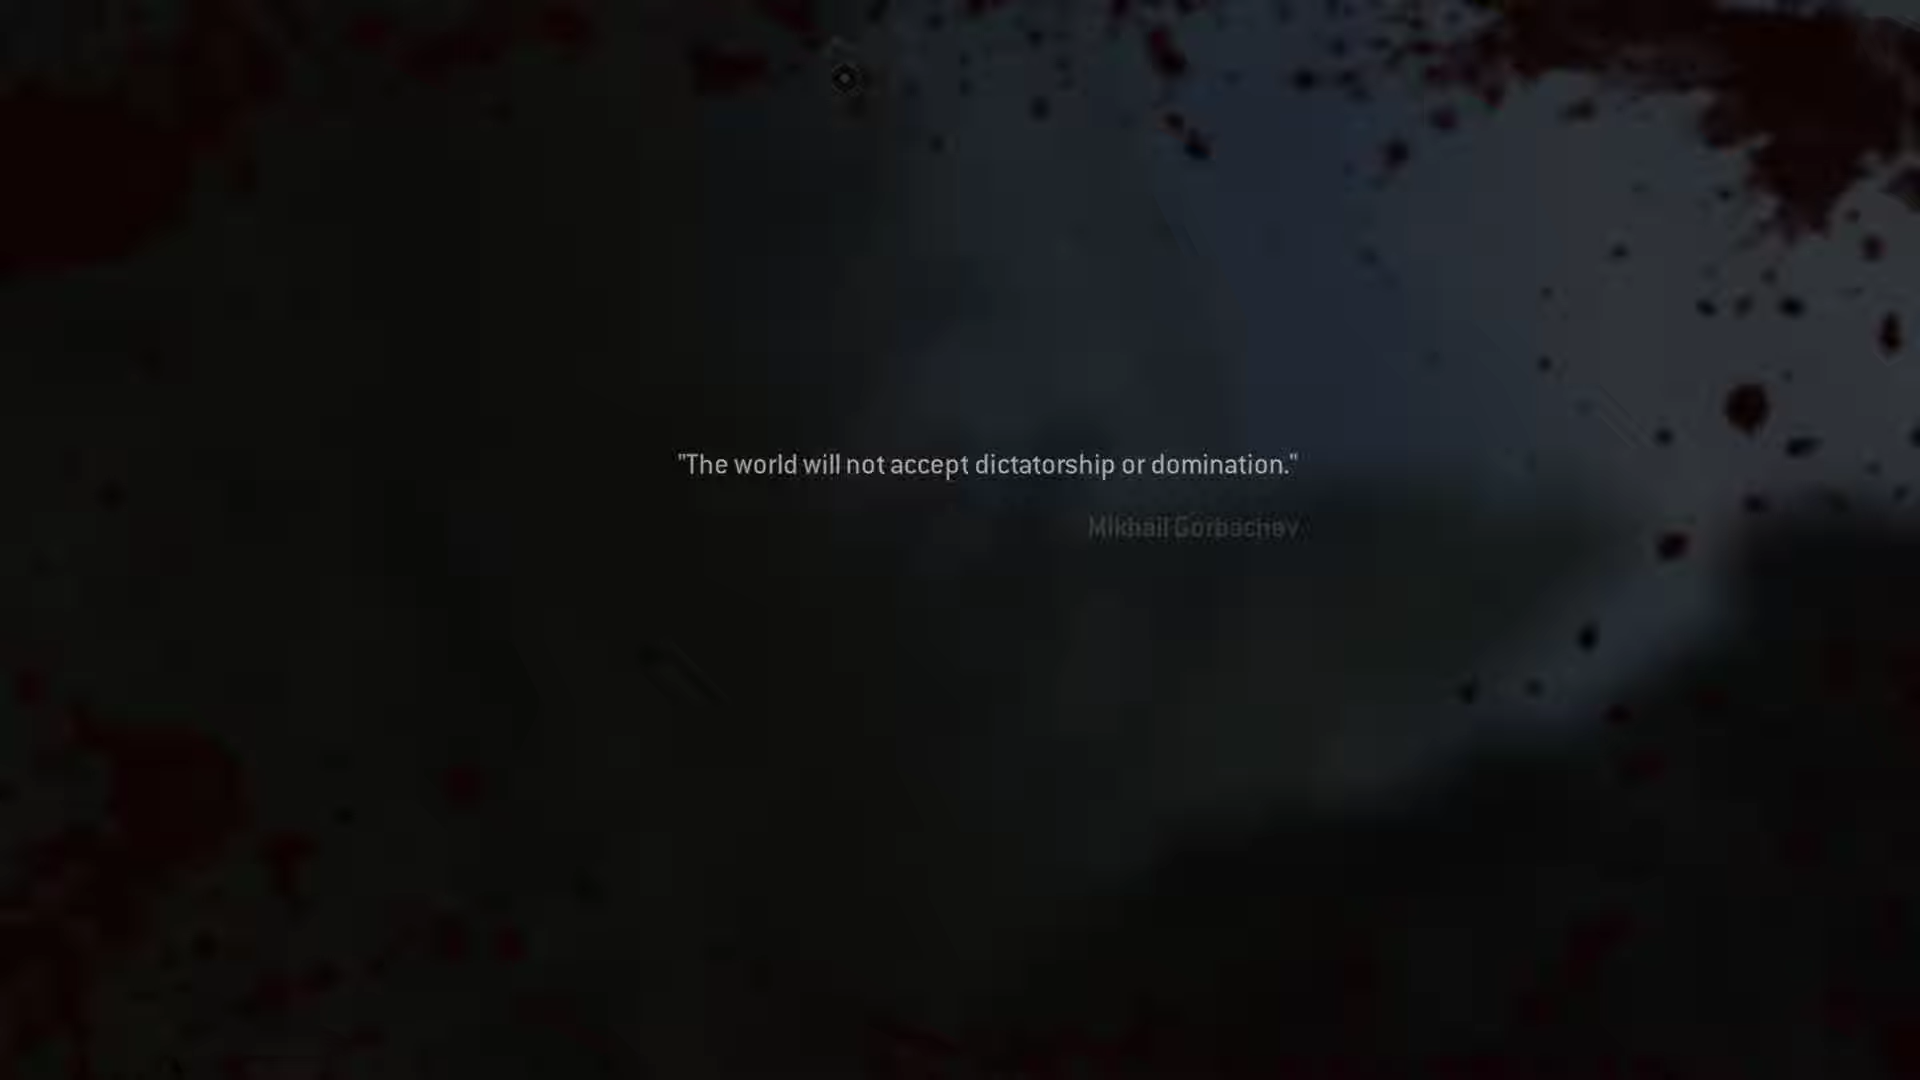 "The world will not accept dictatorship or domination."
Mikhail Gorbachev